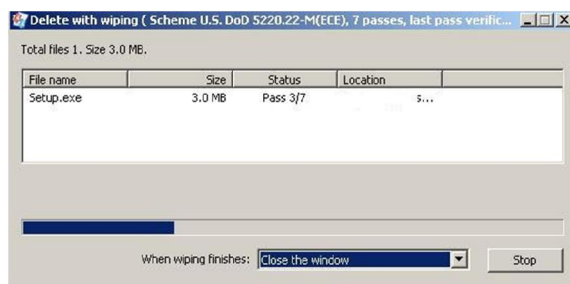 Delete with wiping ( Scheme U.S. DoD 5220.22-M(ECE), 7 passes, last pass verific...
Total files 1. Size 3.0 MB.
File name Size Status Location
Setup.exe 3.0 MB Pass 3/7 s...
When wiping finishes: Close the window Stop